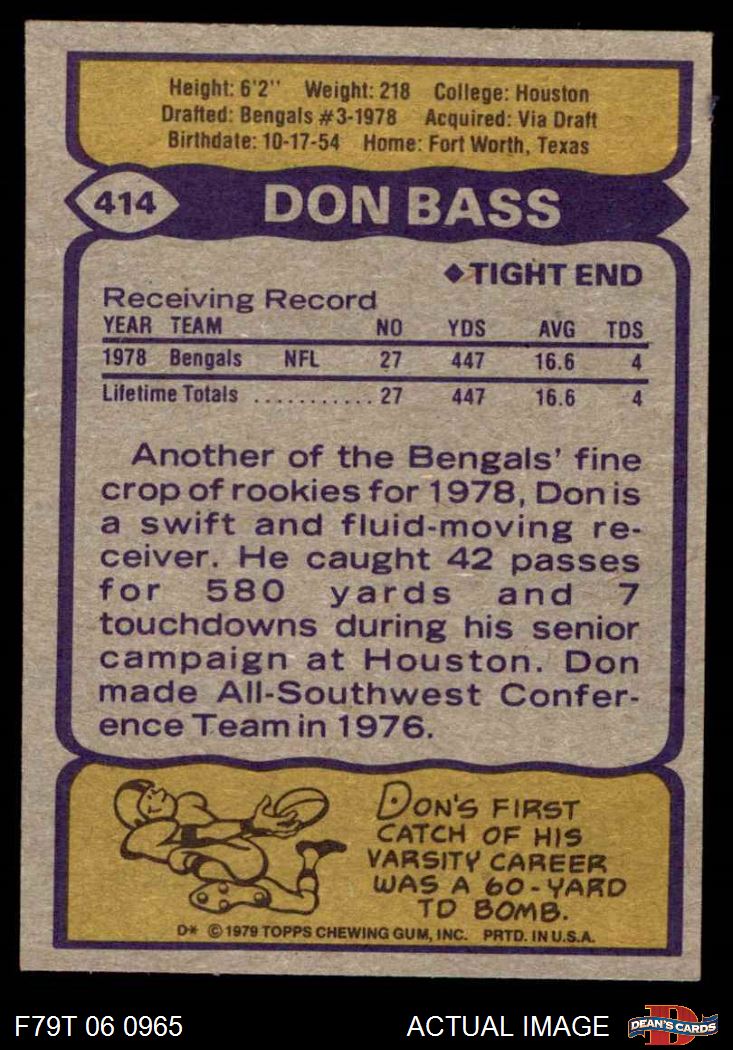 Height: 6'2" Weight: 218 College: Houston
Drafted: Bengals #3-1978 Acquired: Via Draft
Birthdate: 10-17-54 Home: Fort Worth, Texas
414 DON BASS
◆TIGHT END
Receiving Record
YEAR TEAM NO YDS AVG TDS
1978 Bengals NFL 27 447 16.6 4
Lifetime Totals ........... 27 447 16.6 4
Another of the Bengals' fine
crop of rookies for 1978, Don is
a swift and fluid-moving re-
ceiver. He caught 42 passes
for 580 yards and 7
touchdowns during his senior
campaign at Houston. Don
made All-Southwest Confer-
ence Team in 1976.
DON'S FIRST
CATCH OF HIS
VARSITY CAREER
WAS A 60-YARD
TD BOMB.
D* © 1979 TOPPS CHEWING GUM, INC. PRTD. IN U.S.A.
F79T 06 0965 ACTUAL IMAGE D DEAN'S CARDS